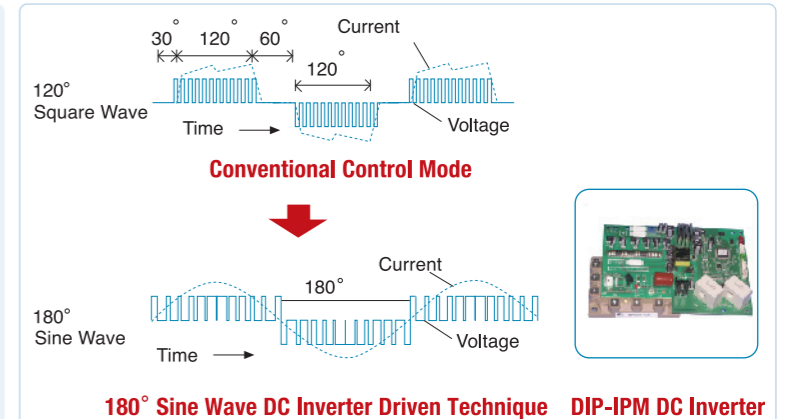 30° 120° 60° Current
120°
120°
Square Wave
Time Voltage
Conventional Control Mode
Current
180°
180°
Sine Wave
Voltage
Time
180° Sine Wave DC Inverter Driven Technique DIP-IPM DC Inverter